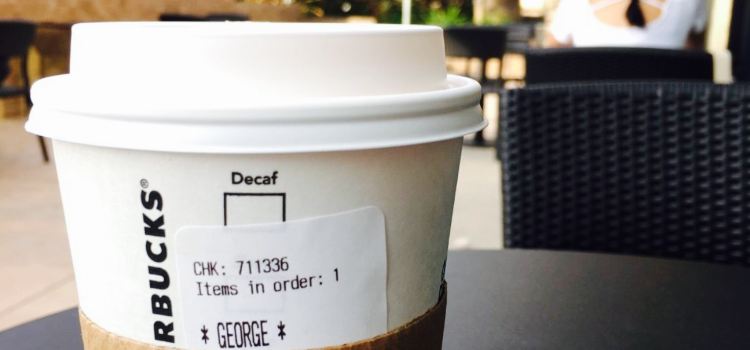 Decaf
RBUCKS®
CHK: 711336
Items in order: 1
* GEORGE *